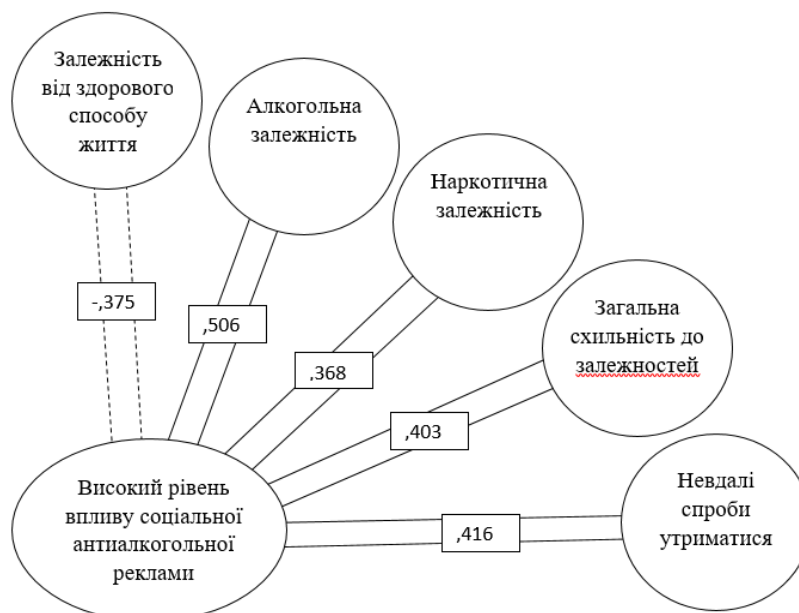 Залежність
від здорового
способу
життя
Алкогольна
залежність
Наркотична
залежність
Загальна
схильність до
залежностей
Невдалі
спроби
утриматися
-,375
,506
,368
,403
,416
Високий рівень
впливу соціальної
антиалкогольної
реклами